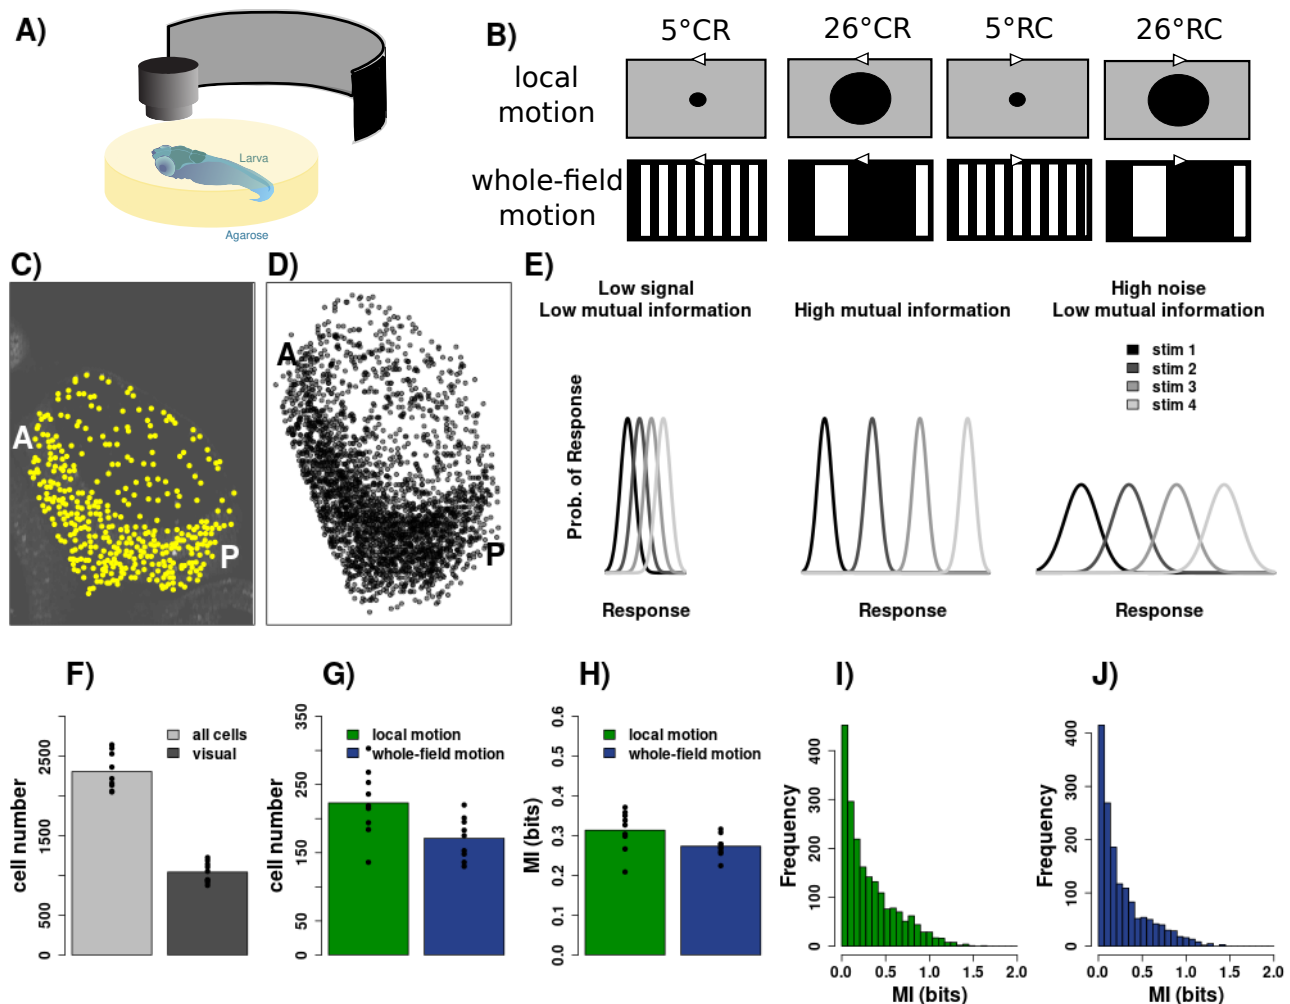 A)
Larva
Agarose
B)
5°CR 26°CR 5°RC 26°RC
local
motion
whole-field
motion
C)
A
P
D)
A
P
E)
Low signal
Low mutual information
High mutual information
High noise
Low mutual information
stim 1
stim 2
stim 3
stim 4
Prob. of Response
Response
Response
Response
F)
all cells
visual
cell number
0 500 1500 2500
G)
local motion
whole-field motion
cell number
0 50 150 250 350
H)
local motion
whole-field motion
MI (bits)
0.0 0.1 0.2 0.3 0.4 0.5 0.6
I)
Frequency
0 100 200 300 400
0.0 0.5 1.0 1.5 2.0
MI (bits)
J)
Frequency
0 100 200 300 400
0.0 0.5 1.0 1.5 2.0
MI (bits)